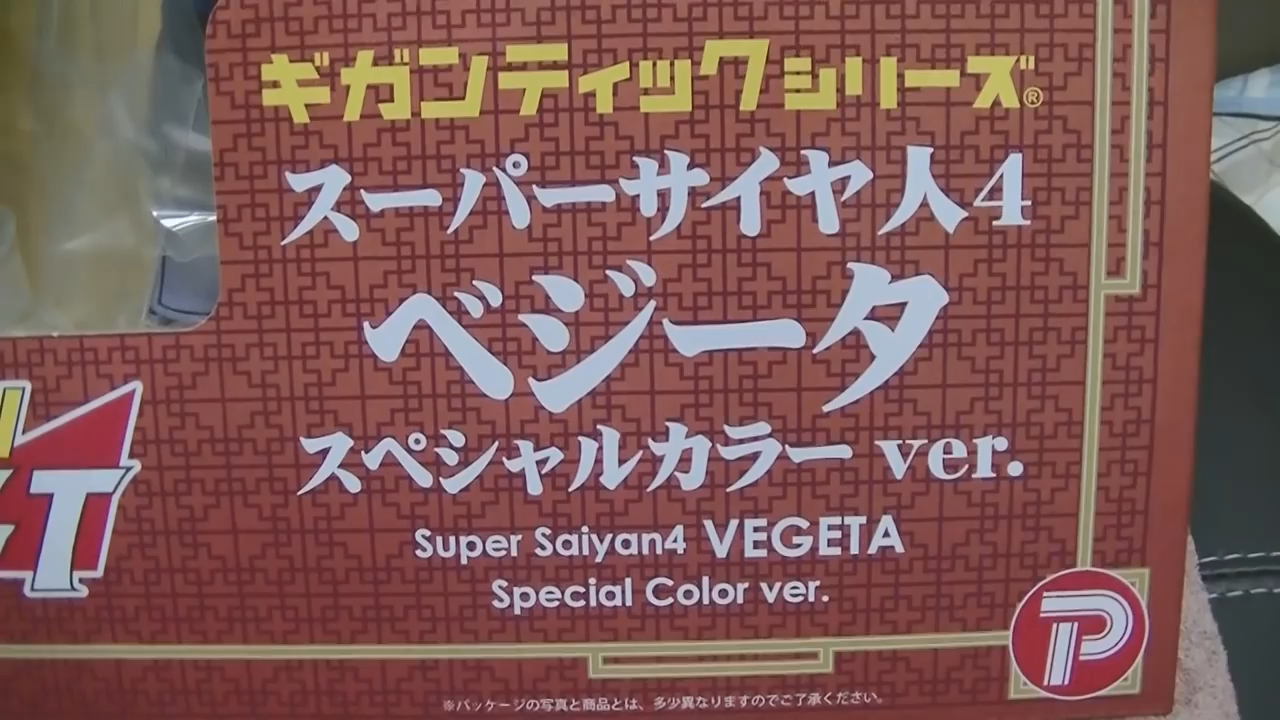 ギガンティックシリーズ®
スーパーサイヤ人4
ベジータ
スペシャルカラー ver.
T
Super Saiyan4 VEGETA
Special Color ver.
P
※パッケージの写真と商品とは、多少異なりますのでご了承ください。